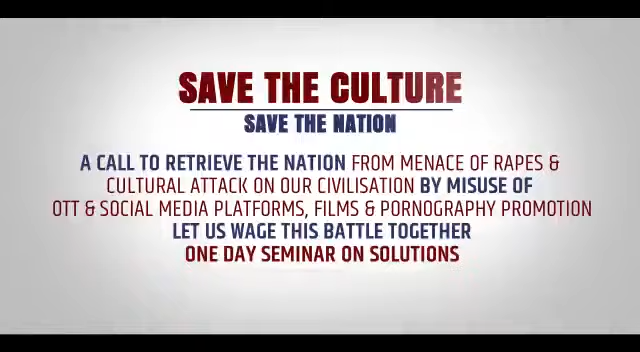 SAVE THE CULTURE
SAVE THE NATION
A CALL TO RETRIEVE THE NATION FROM MENACE OF RAPES &
CULTURAL ATTACK ON OUR CIVILISATION BY MISUSE OF
OTT & SOCIAL MEDIA PLATFORMS, FILMS & PORNOGRAPHY PROMOTION
LET US WAGE THIS BATTLE TOGETHER
ONE DAY SEMINAR ON SOLUTIONS